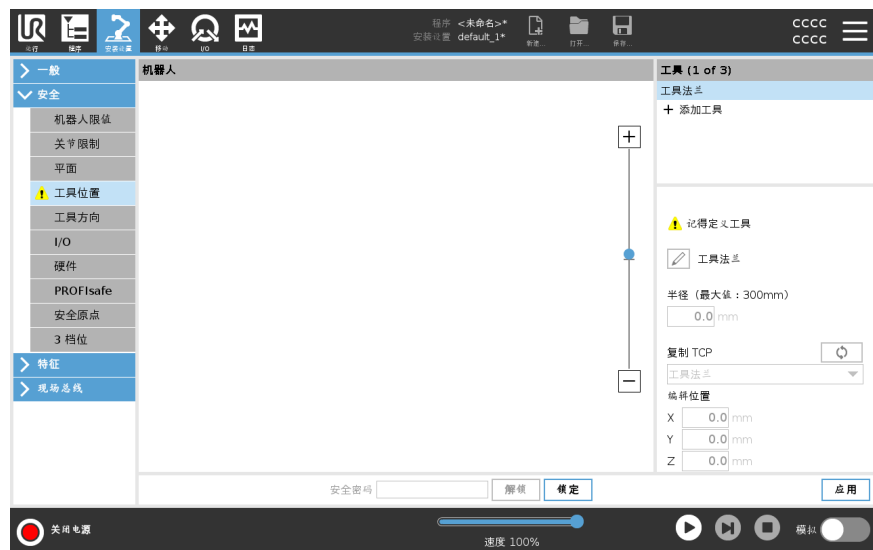 UR
运行 程序 安装设置 移动 I/O 日志
程序 <未命名>*
安装设置 default_1*
新建... 打开... 保存...
cccc
cccc
一般
安全
机器人限值
关节限制
平面
工具位置
工具方向
I/O
硬件
PROFIsafe
安全原点
3 档位
特征
现场总线
机器人
工具 (1 of 3)
工具法兰
+ 添加工具
记得定义工具
工具法兰
半径（最大值：300mm）
0.0 mm
复制 TCP
工具法兰
编辑位置
X 0.0 mm
Y 0.0 mm
Z 0.0 mm
安全密码 解锁 锁定 应用
关闭电源
速度 100%
模拟